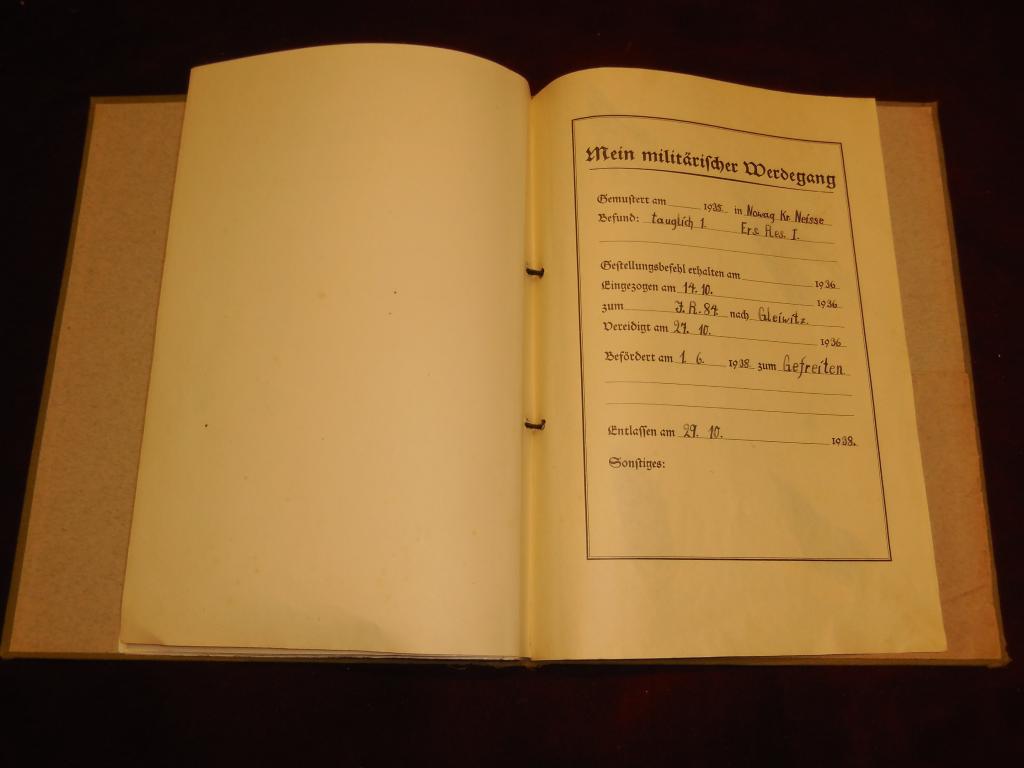 Mein militärischer Werdegang
Gemustert am 1935. in Nowag Kr. Neisse
Befund: tauglich 1. Ers. Res. I.
Gestellungsbefehl erhalten am 1936
Eingezogen am 14. 10. 1936
zum J. R. 84 nach Gleiwitz.
Vereidigt am 27. 10. 1936
Befördert am 1. 6. 1938 zum Gefreiten
Entlassen am 29. 10. 1938.
Sonstiges: